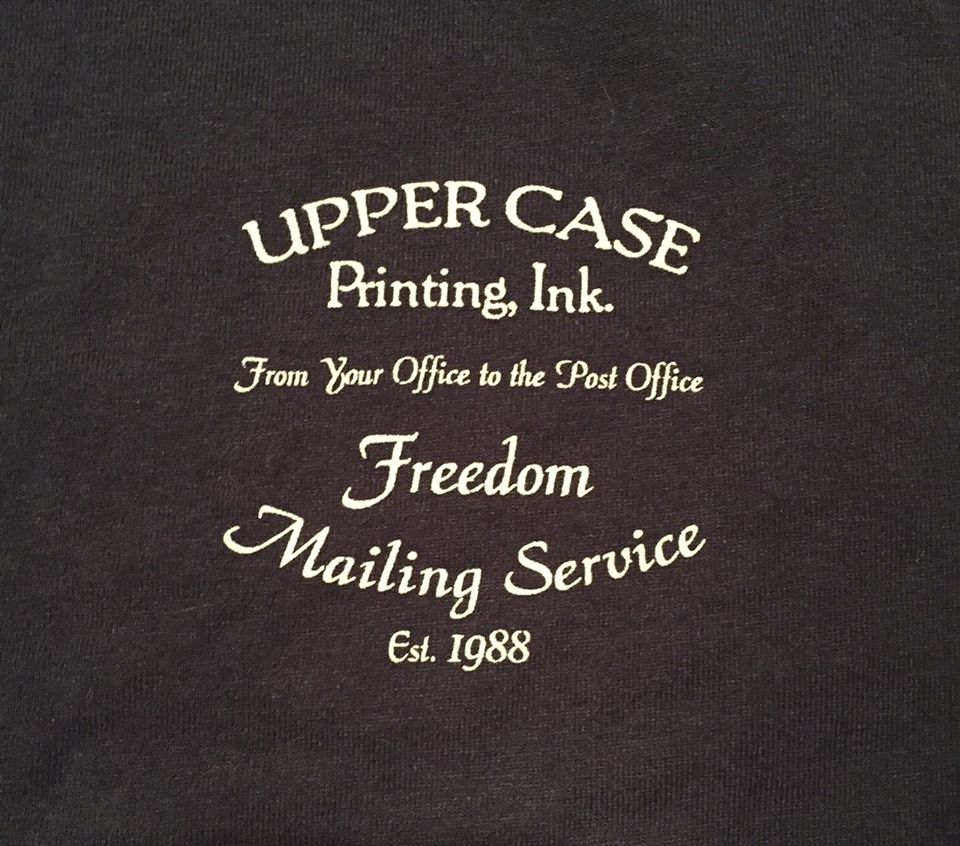 UPPER CASE
Printing, Ink.
From Your Office to the Post Office
Freedom
Mailing Service
Est. 1988